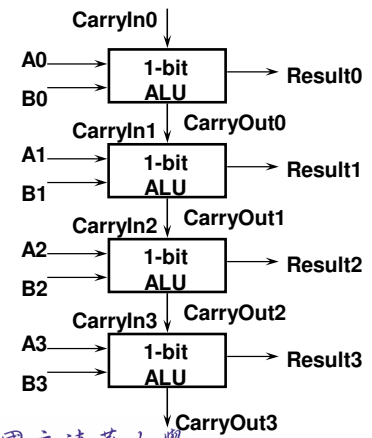 CarryIn0
A0
B0
1-bit
ALU
Result0
CarryIn1
CarryOut0
A1
B1
1-bit
ALU
Result1
CarryIn2
CarryOut1
A2
B2
1-bit
ALU
Result2
CarryIn3
CarryOut2
A3
B3
1-bit
ALU
Result3
CarryOut3